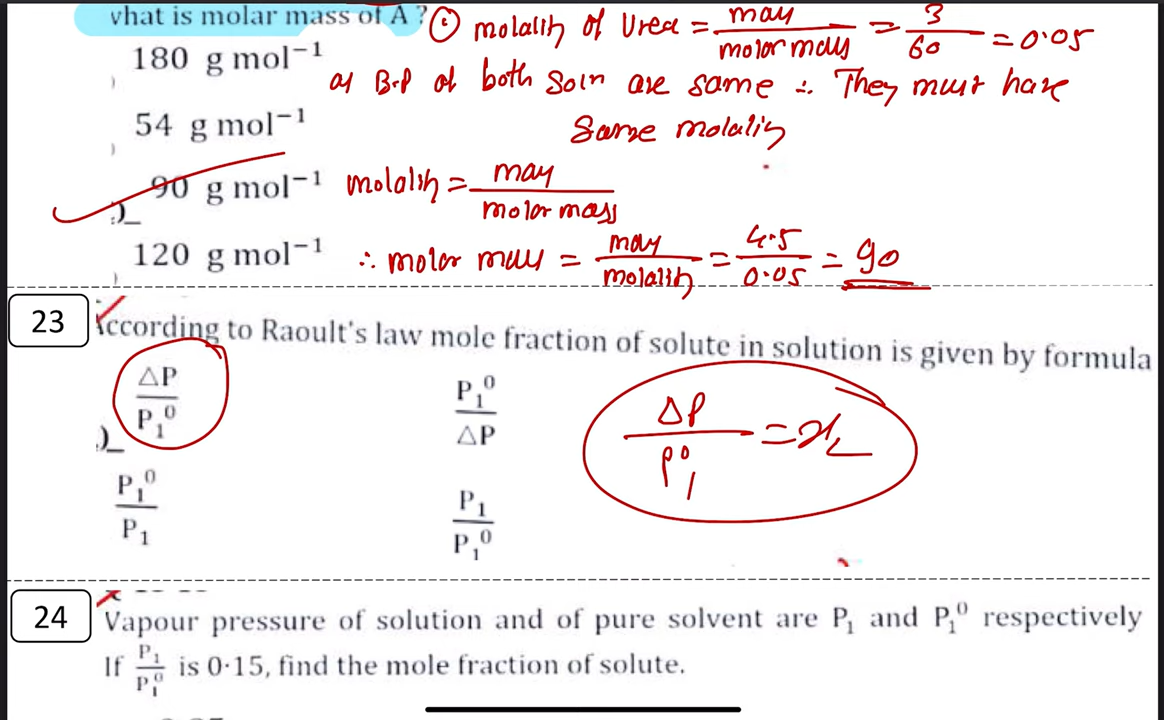 what is molar mass of A ?
① molality of Urea = mass / molar mass = 3 / 60 = 0.05
180 g mol−1
as B.P of both soln are same ∴ They must have
same molality
54 g mol−1
90 g mol−1
molality = mass / molar mass
120 g mol−1
∴ molar mass = mass / molality = 4.5 / 0.05 = 90
23
According to Raoult's law mole fraction of solute in solution is given by formula
△P / P₁⁰
P₁⁰ / △P
△P / P₁⁰ = x₂
P₁⁰ / P₁
P₁ / P₁⁰
24
Vapour pressure of solution and of pure solvent are P₁ and P₁⁰ respectively
If P₁ / P₁⁰ is 0·15, find the mole fraction of solute.